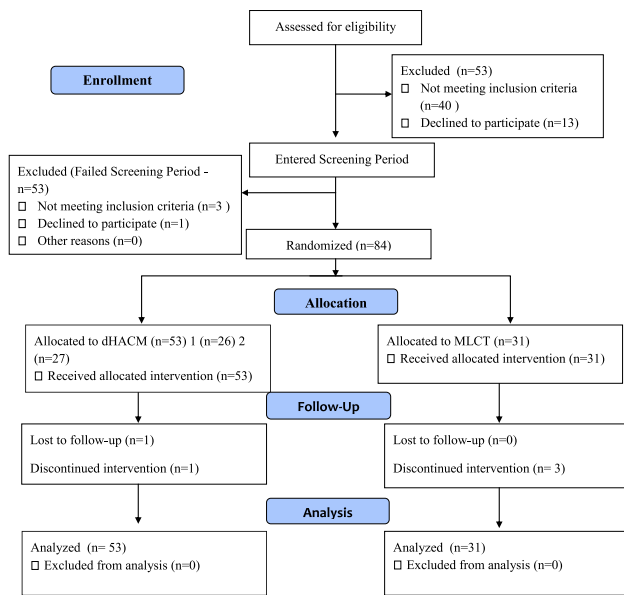 Assessed for eligibility
Enrollment
Excluded (n=53)
▯ Not meeting inclusion criteria
(n=40 )
▯ Declined to participate (n=13)
Entered Screening Period
Excluded (Failed Screening Period -
n=53)
▯ Not meeting inclusion criteria (n=3 )
▯ Declined to participate (n=1)
▯ Other reasons (n=0)
Randomized (n=84)
Allocation
Allocated to dHACM (n=53) 1 (n=26) 2
(n=27)
▯ Received allocated intervention (n=53)
Allocated to MLCT (n=31)
▯ Received allocated intervention (n=31)
Follow-Up
Lost to follow-up (n=1)
Discontinued intervention (n=1)
Lost to follow-up (n=0)
Discontinued intervention (n= 3)
Analysis
Analyzed (n= 53)
▯ Excluded from analysis (n=0)
Analyzed (n=31)
▯ Excluded from analysis (n=0)